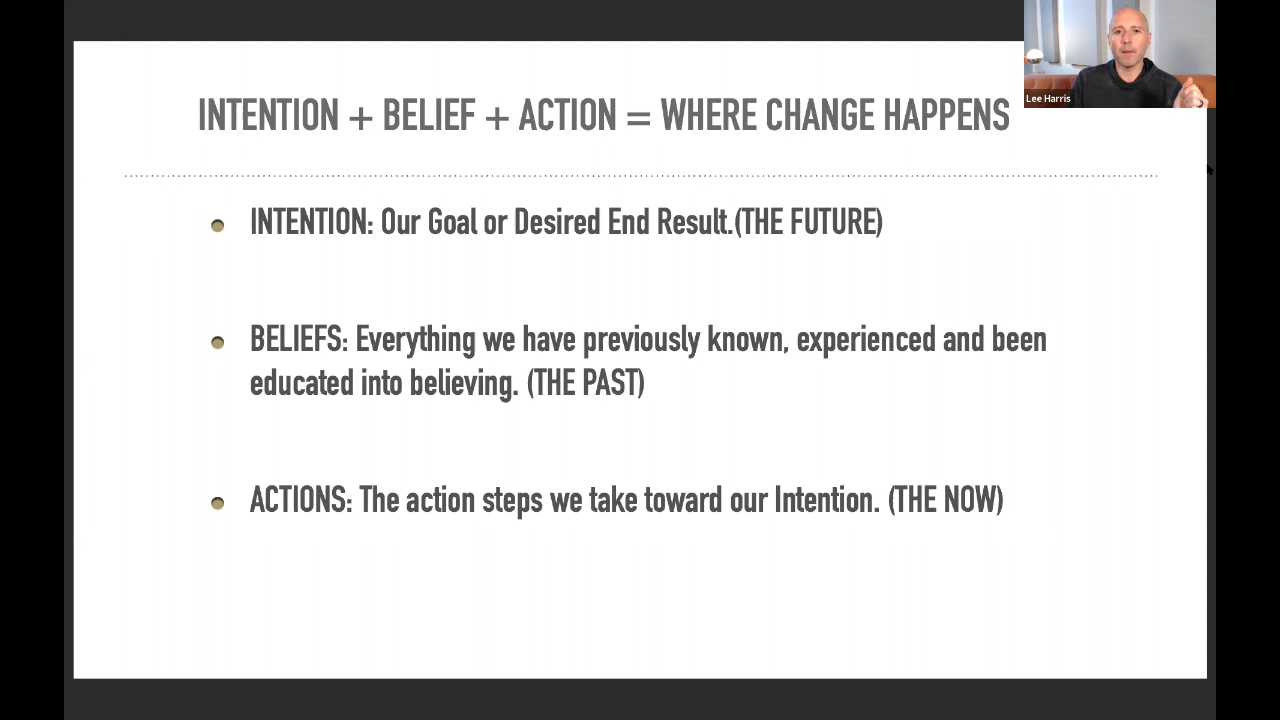 INTENTION + BELIEF + ACTION = WHERE CHANGE HAPPENS
Lee Harris
INTENTION: Our Goal or Desired End Result.(THE FUTURE)
BELIEFS: Everything we have previously known, experienced and been
educated into believing. (THE PAST)
ACTIONS: The action steps we take toward our Intention. (THE NOW)